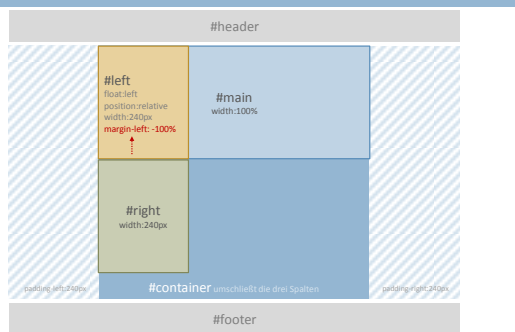 #header
#left
float:left
position:relative
width:240px
margin-left: -100%
#main
width:100%
#right
width:240px
padding-left:240px
#container umschließt die drei Spalten
padding-right:240px
#footer